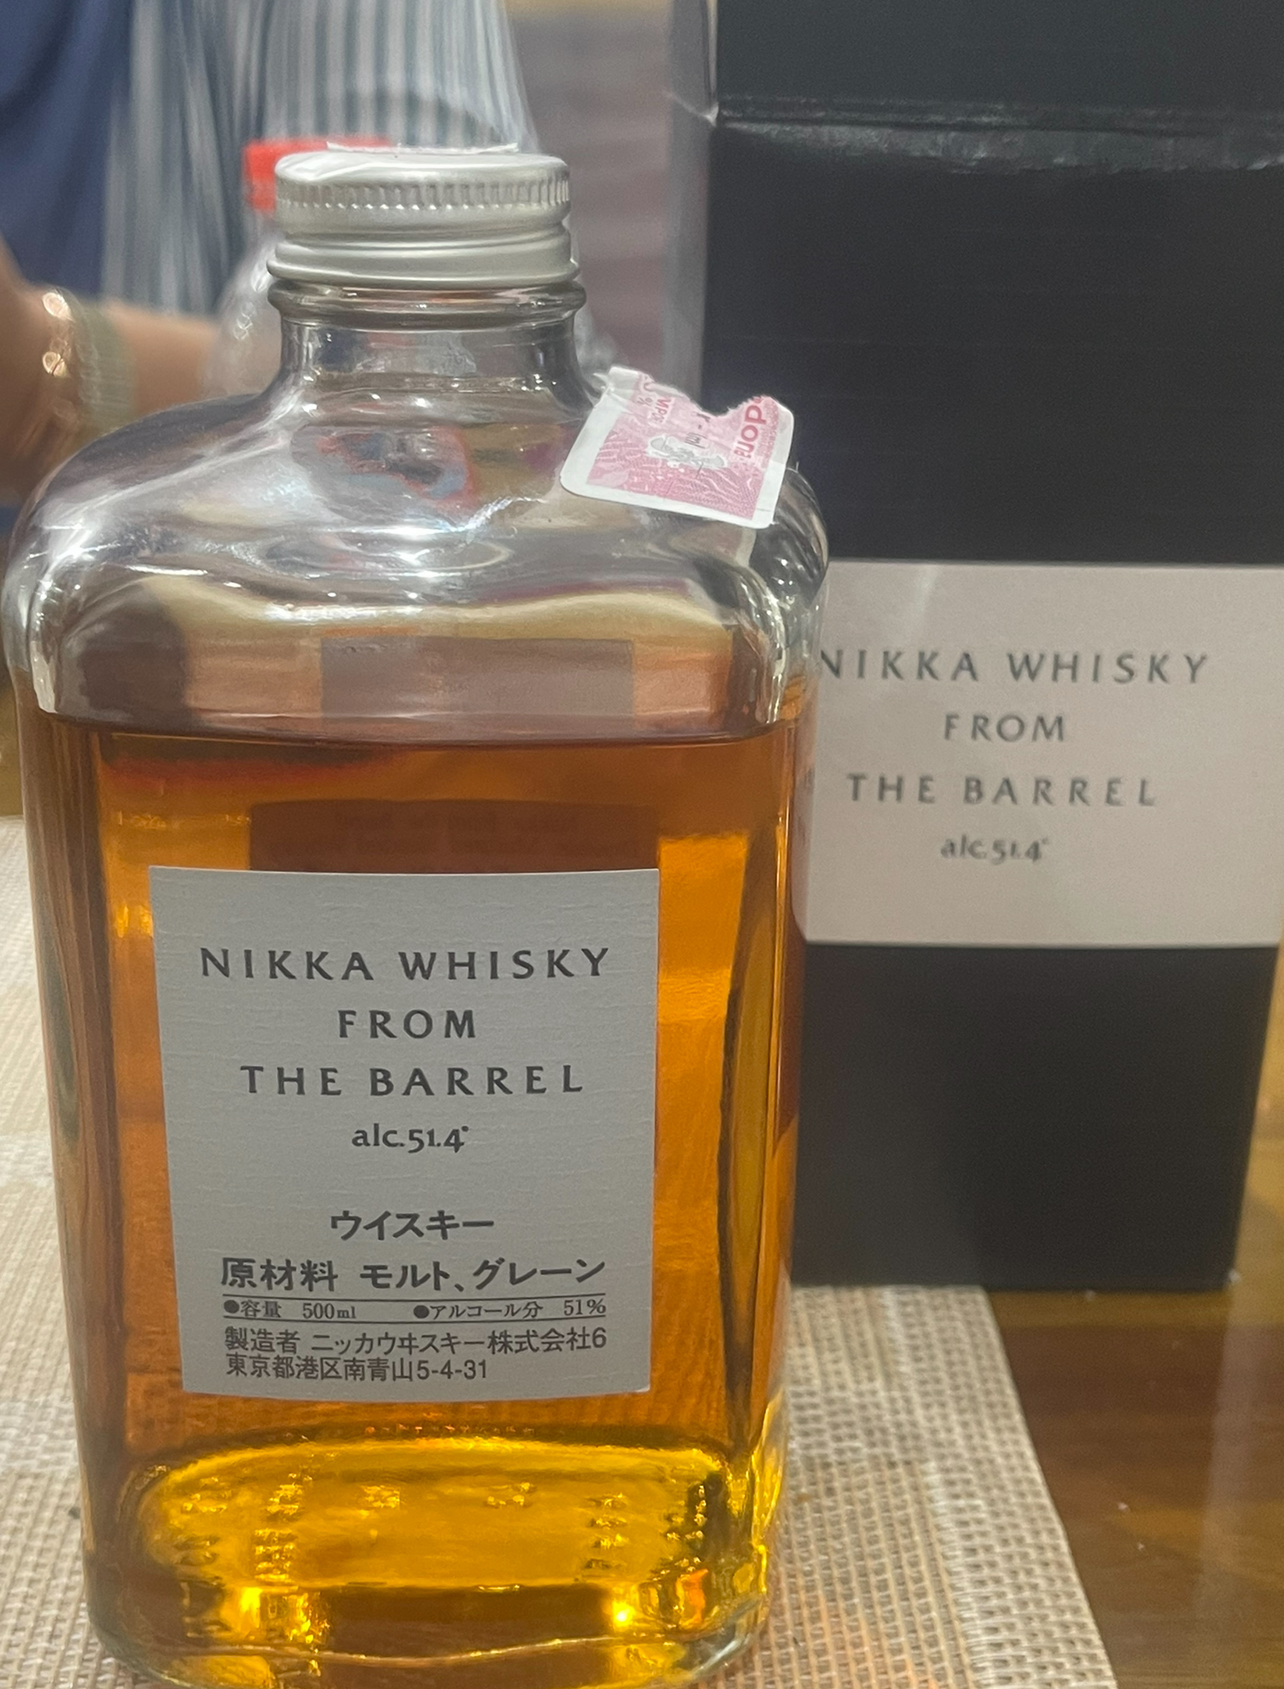 NIKKA WHISKY
FROM
THE BARREL
alc.51.4°
ウイスキー
原材料 モルト、グレーン
●容量 500ml ●アルコール分 51%
製造者 ニッカウヰスキー株式会社6
東京都港区南青山5-4-31
NIKKA WHISKY
FROM
THE BARREL
alc.51.4°